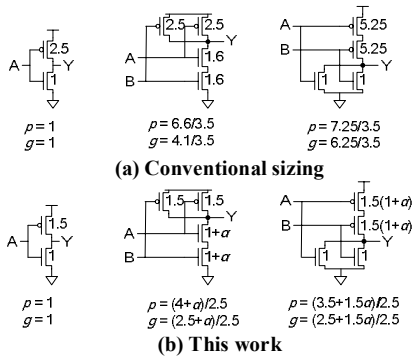 A 2.5 Y 1
p = 1
g = 1
2.5 2.5 Y
A 1.6
B 1.6
p = 6.6/3.5
g = 4.1/3.5
A 5.25
B 5.25
1 1 Y
p = 7.25/3.5
g = 6.25/3.5
(a) Conventional sizing
A 1.5 Y 1
p = 1
g = 1
1.5 1.5 Y
A 1+α
B 1+α
p = (4+α)/2.5
g = (2.5+α)/2.5
A 1.5(1+α)
B 1.5(1+α)
1 1 Y
p = (3.5+1.5α)/2.5
g = (2.5+1.5α)/2.5
(b) This work